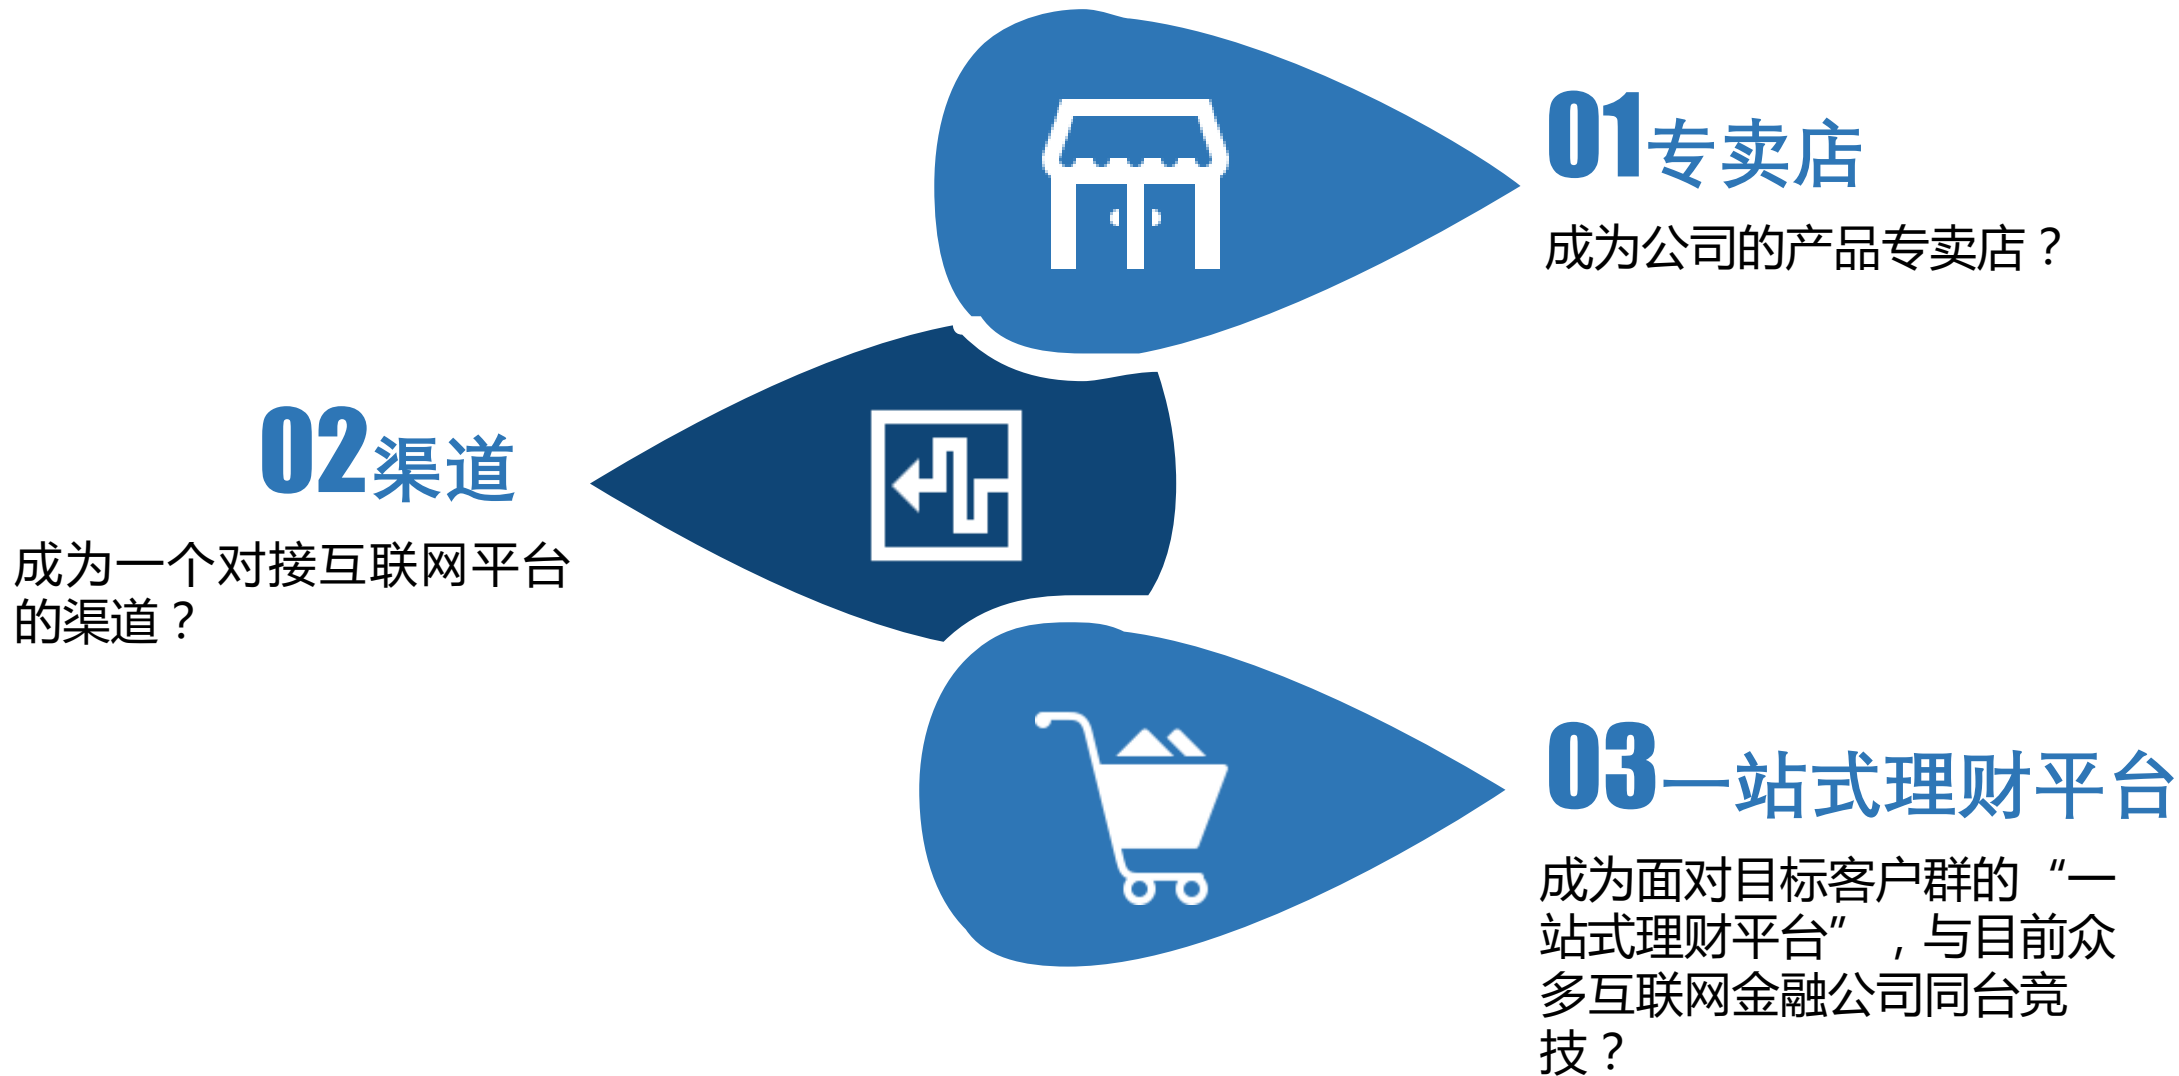 01专卖店
成为公司的产品专卖店？
02渠道
成为一个对接互联网平台
的渠道？
03一站式理财平台
成为面对目标客户群的“一
站式理财平台”，与目前众
多互联网金融公司同台竞
技？